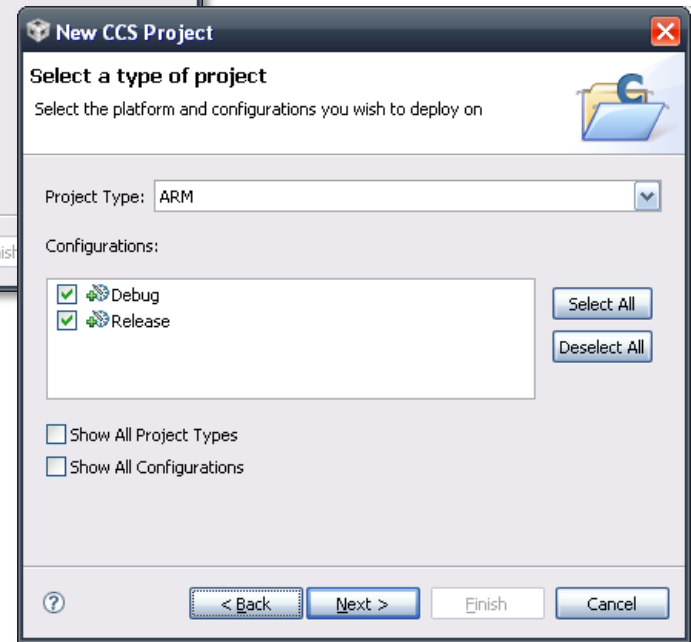 New CCS Project
Select a type of project
Select the platform and configurations you wish to deploy on
Project Type: ARM
Configurations:
Debug
Release
Select All
Deselect All
Show All Project Types
Show All Configurations
? < Back Next > Finish Cancel